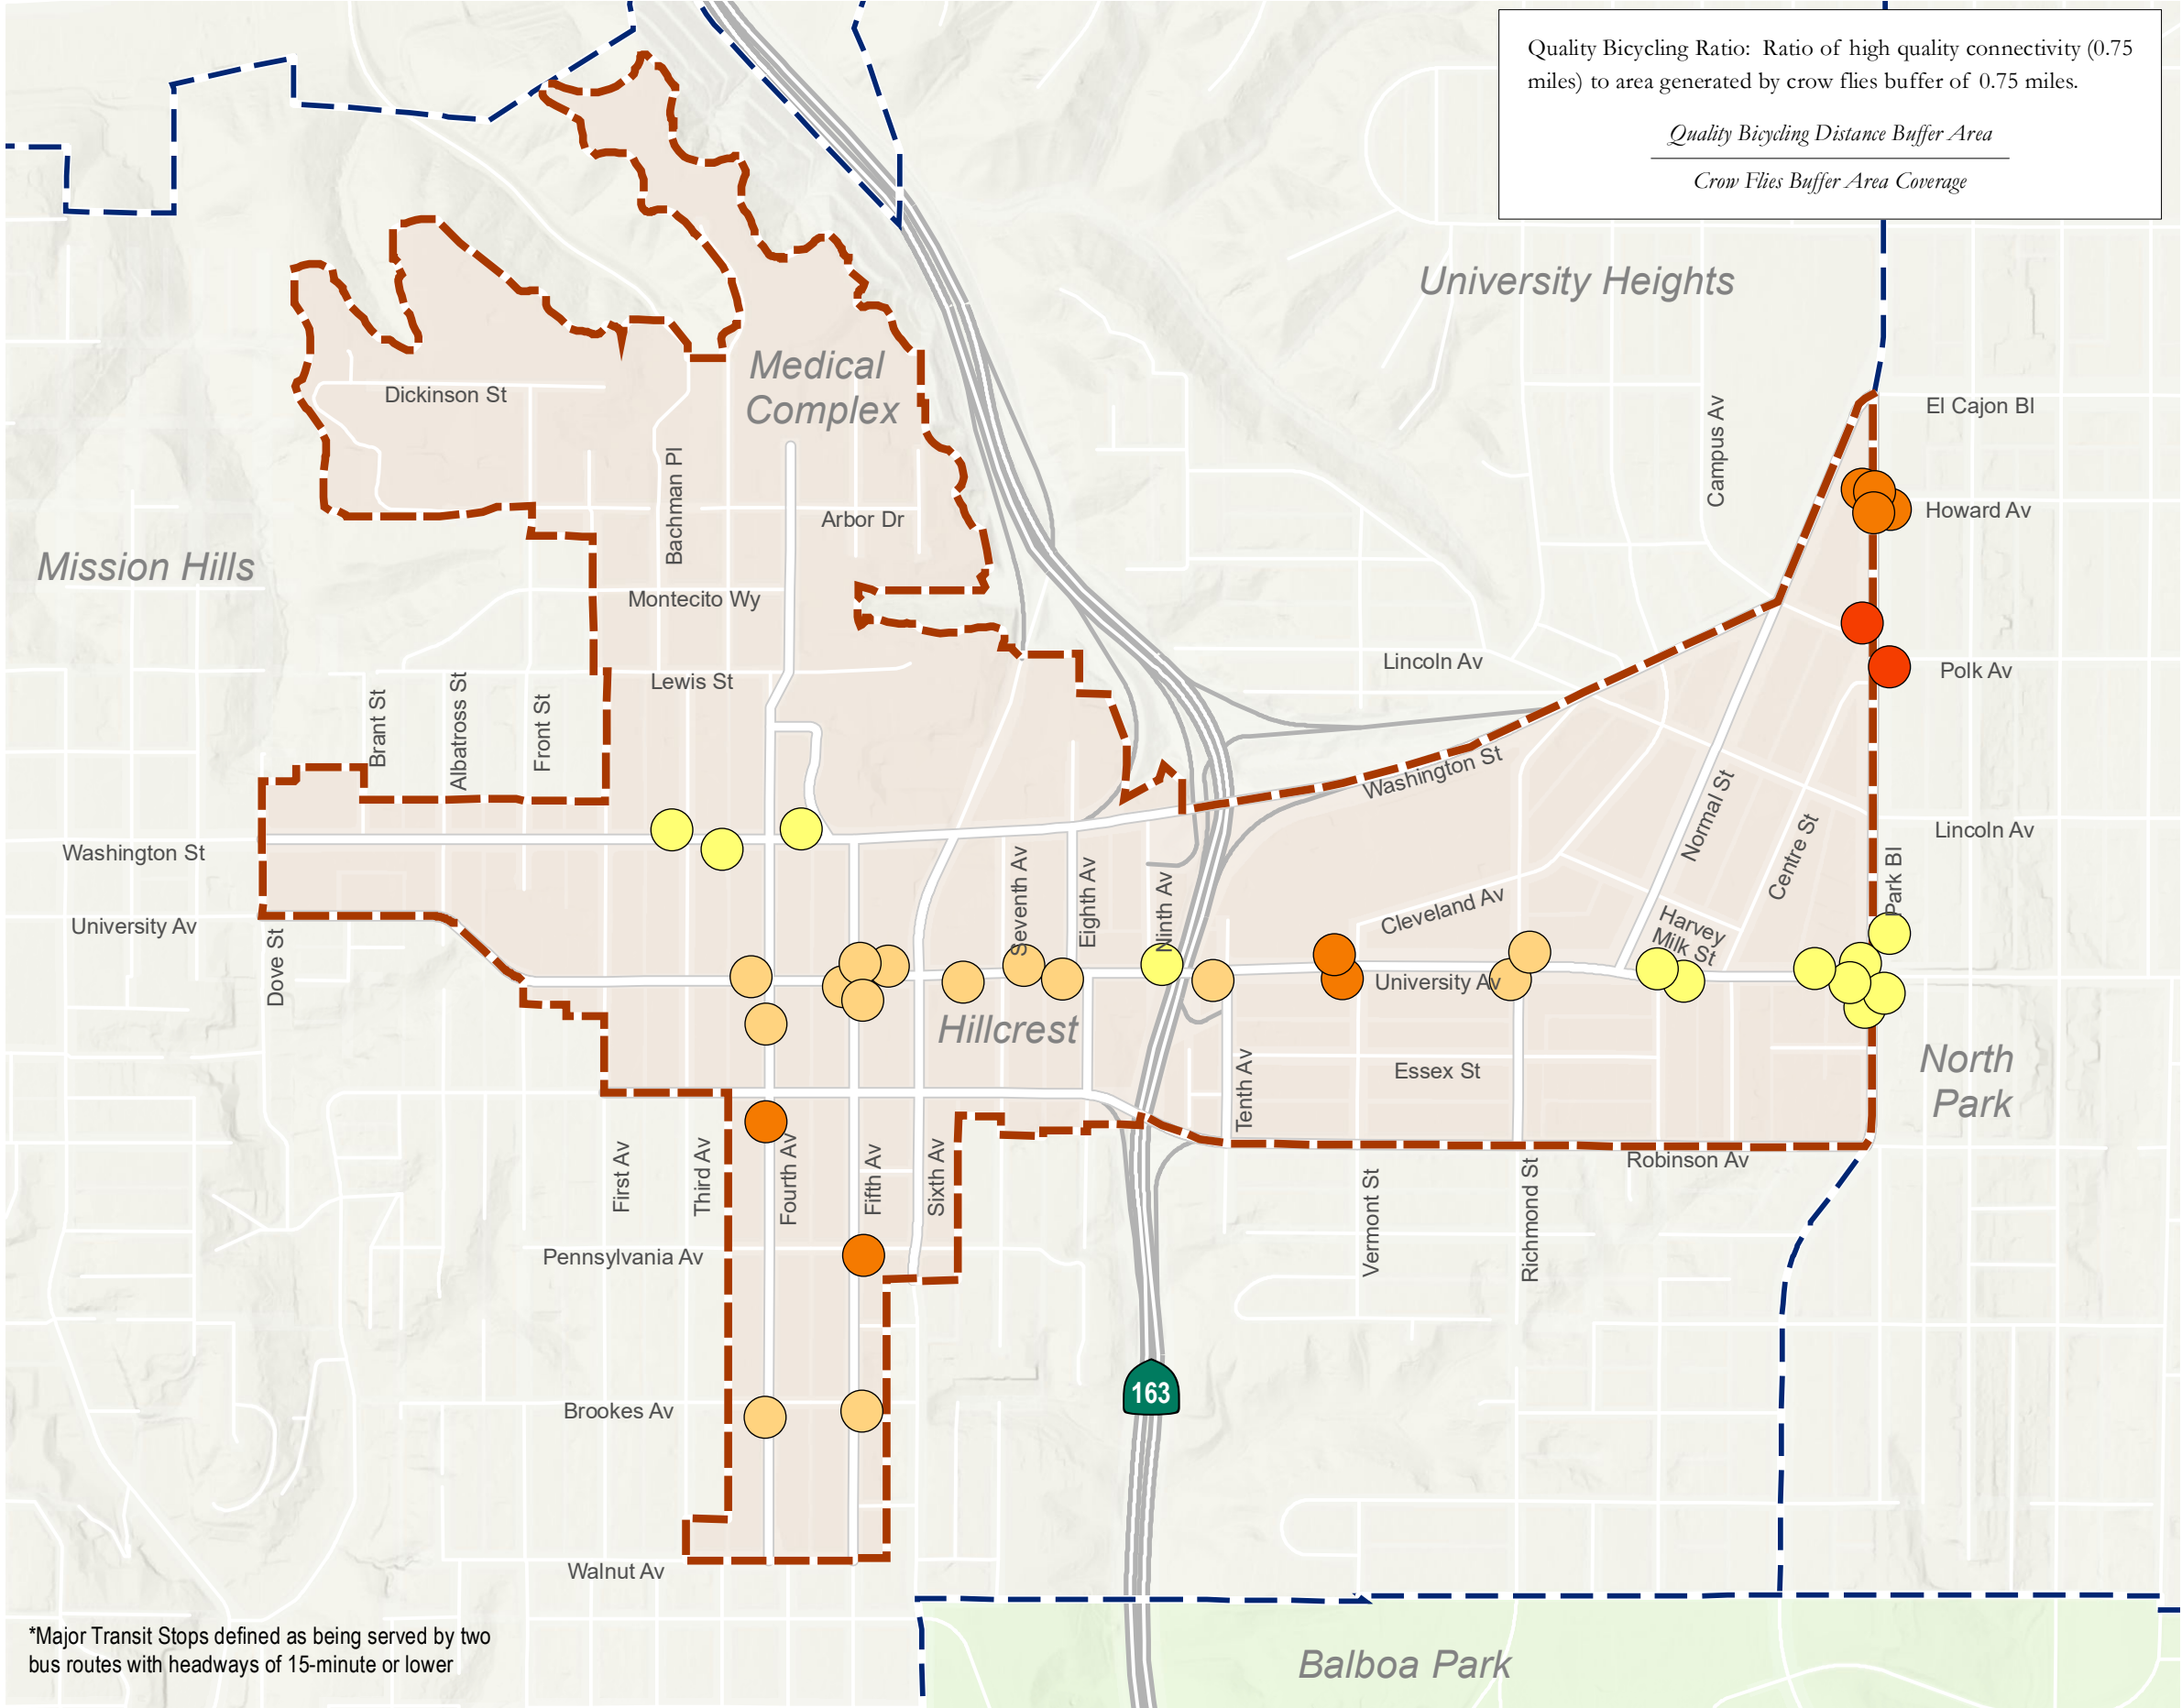 Quality Bicycling Ratio: Ratio of high quality connectivity (0.75
miles) to area generated by crow flies buffer of 0.75 miles.
Quality Bicycling Distance Buffer Area
Crow Flies Buffer Area Coverage
University Heights
Medical
Complex
Dickinson St
Campus Av
El Cajon Bl
Bachman Pl
Arbor Dr
Howard Av
Mission Hills
Montecito Wy
Lincoln Av
Polk Av
Lewis St
Brant St
Albatross St
Front St
Washington St
Normal St
Centre St
Lincoln Av
Washington St
Park Bl
Seventh Av
Eighth Av
Ninth Av
Cleveland Av
Harvey
Milk St
University Av
Dove St
University Av
Hillcrest
North
Park
Essex St
Tenth Av
First Av
Third Av
Fourth Av
Fifth Av
Sixth Av
Vermont St
Richmond St
Robinson Av
Pennsylvania Av
163
Brookes Av
Walnut Av
*Major Transit Stops defined as being served by two
bus routes with headways of 15-minute or lower
Balboa Park